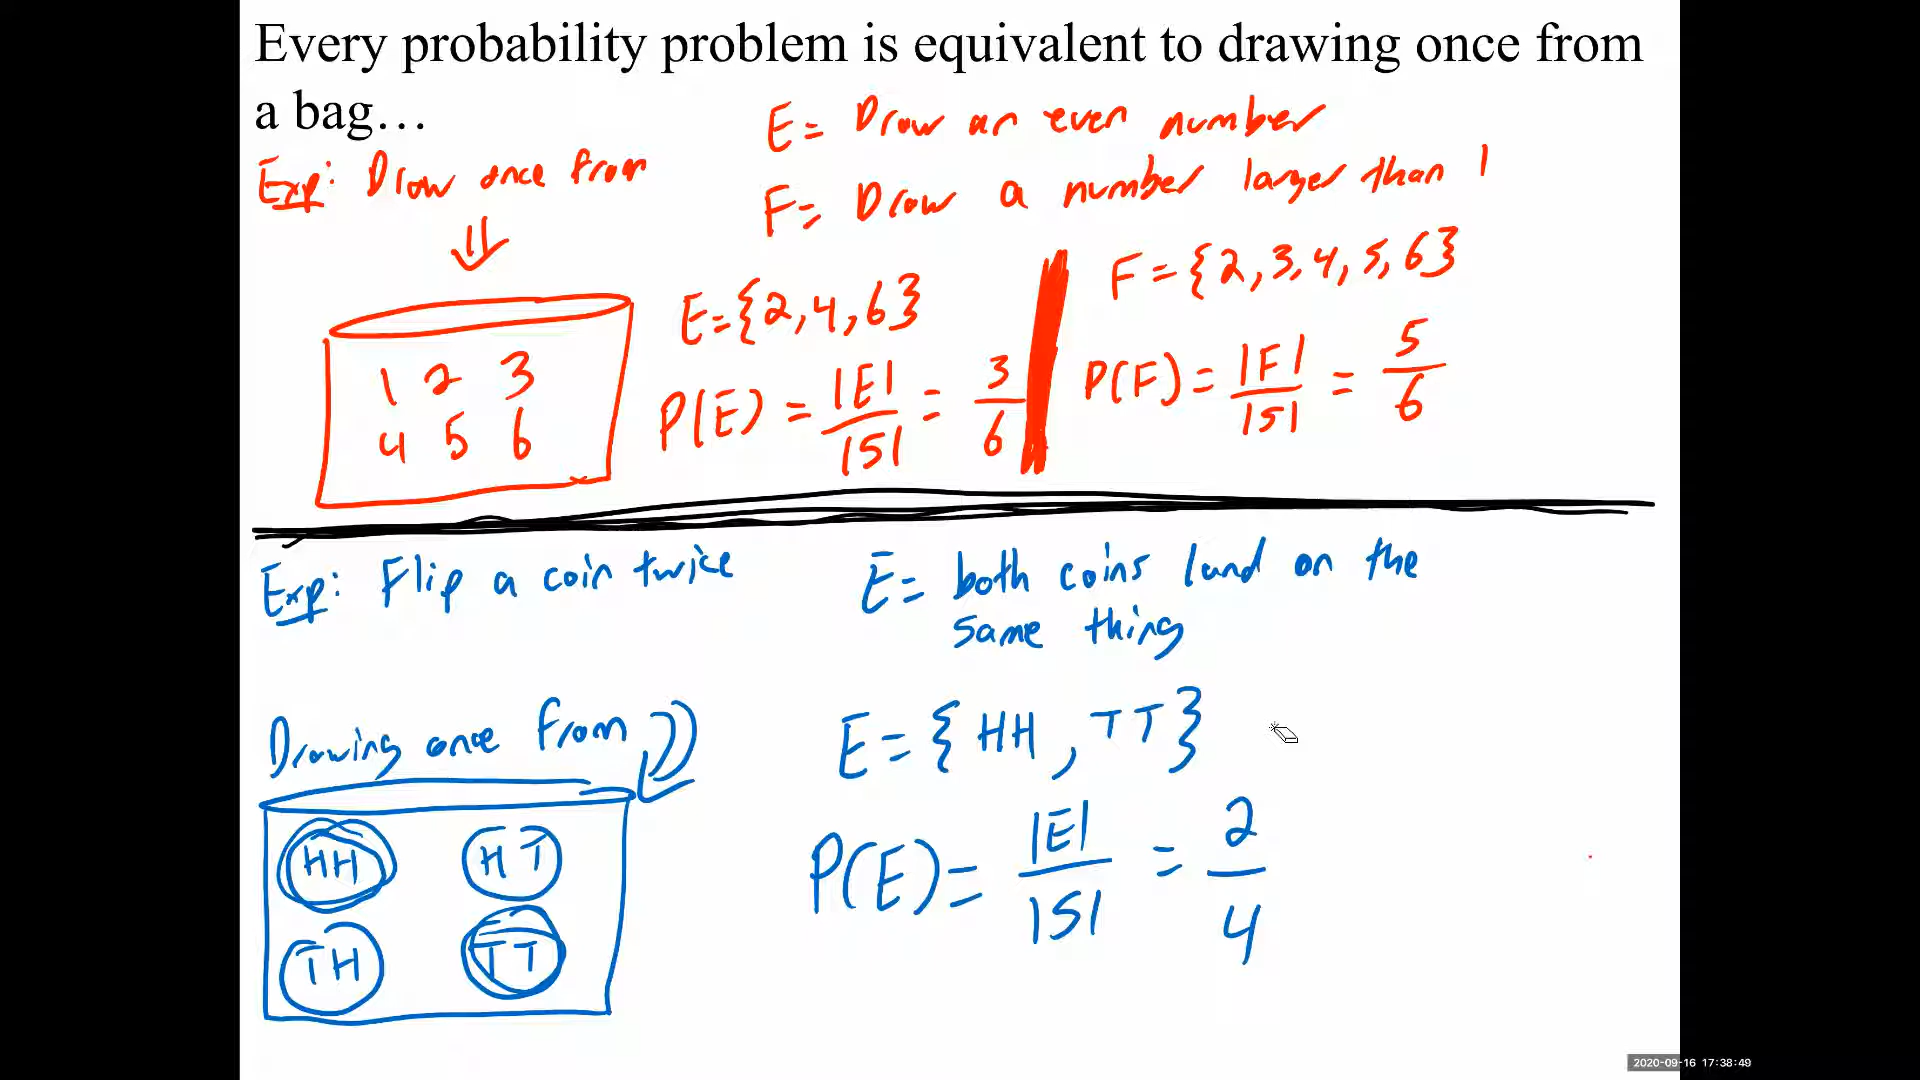 Every probability problem is equivalent to drawing once from
a bag…
Exp: Draw once from
E= Draw an even number
F= Draw a number larger than 1
1 2 3
4 5 6
E={2,4,6}
P(E) = |E| / |S| = 3/6
F={2,3,4,5,6}
P(F) = |F| / |S| = 5/6
Exp: Flip a coin twice
E= both coins land on the
same thing
Drawing once from
HH HT
TH TT
E={HH, TT}
P(E) = |E| / |S| = 2/4
2020-09-16 17:38:49